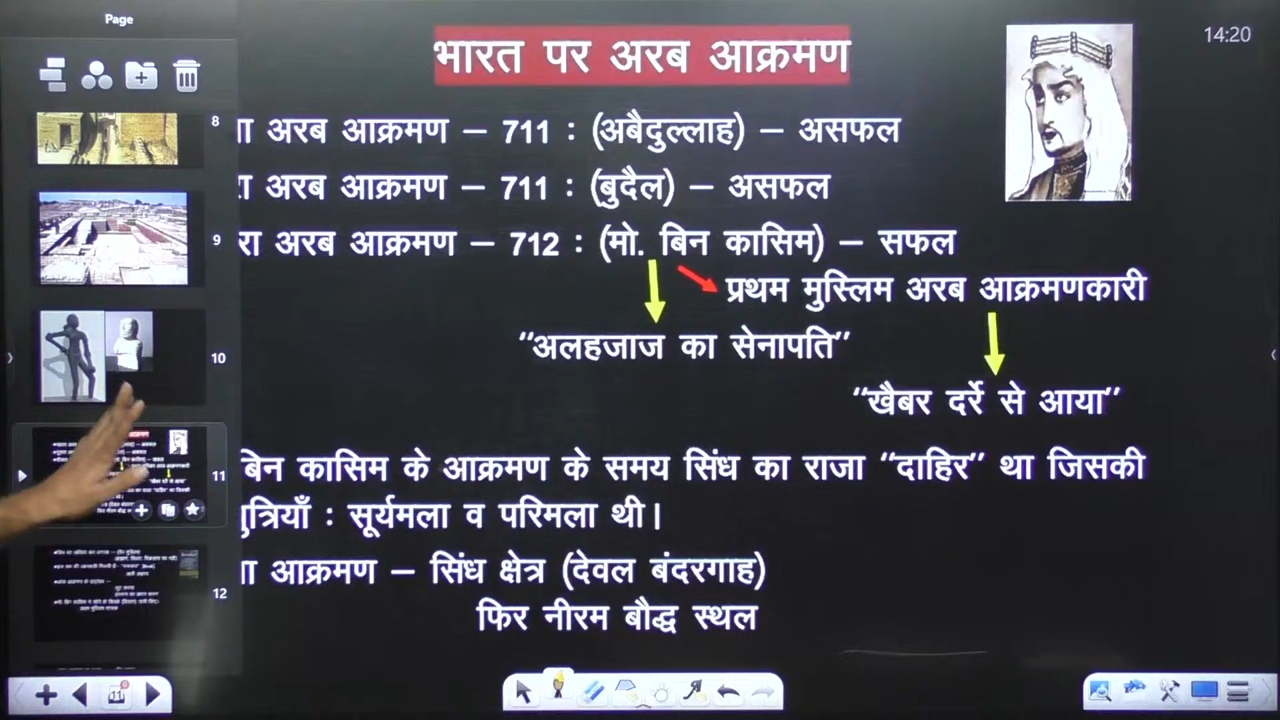 Page
14:20
भारत पर अरब आक्रमण
अरब आक्रमण – 711 : (अबैदुल्लाह) – असफल
अरब आक्रमण – 711 : (बुदैल) – असफल
रा अरब आक्रमण – 712 : (मो. बिन कासिम) – सफल
प्रथम मुस्लिम अरब आक्रमणकारी
“अलहजाज का सेनापति”
“खैबर दर्रे से आया”
बिन कासिम के आक्रमण के समय सिंध का राजा “दाहिर” था जिसकी
पुत्रियाँ : सूर्यमला व परिमला थी।
आक्रमण – सिंध क्षेत्र (देवल बंदरगाह)
फिर नीरम बौद्ध स्थल
8
9
10
11
12
11